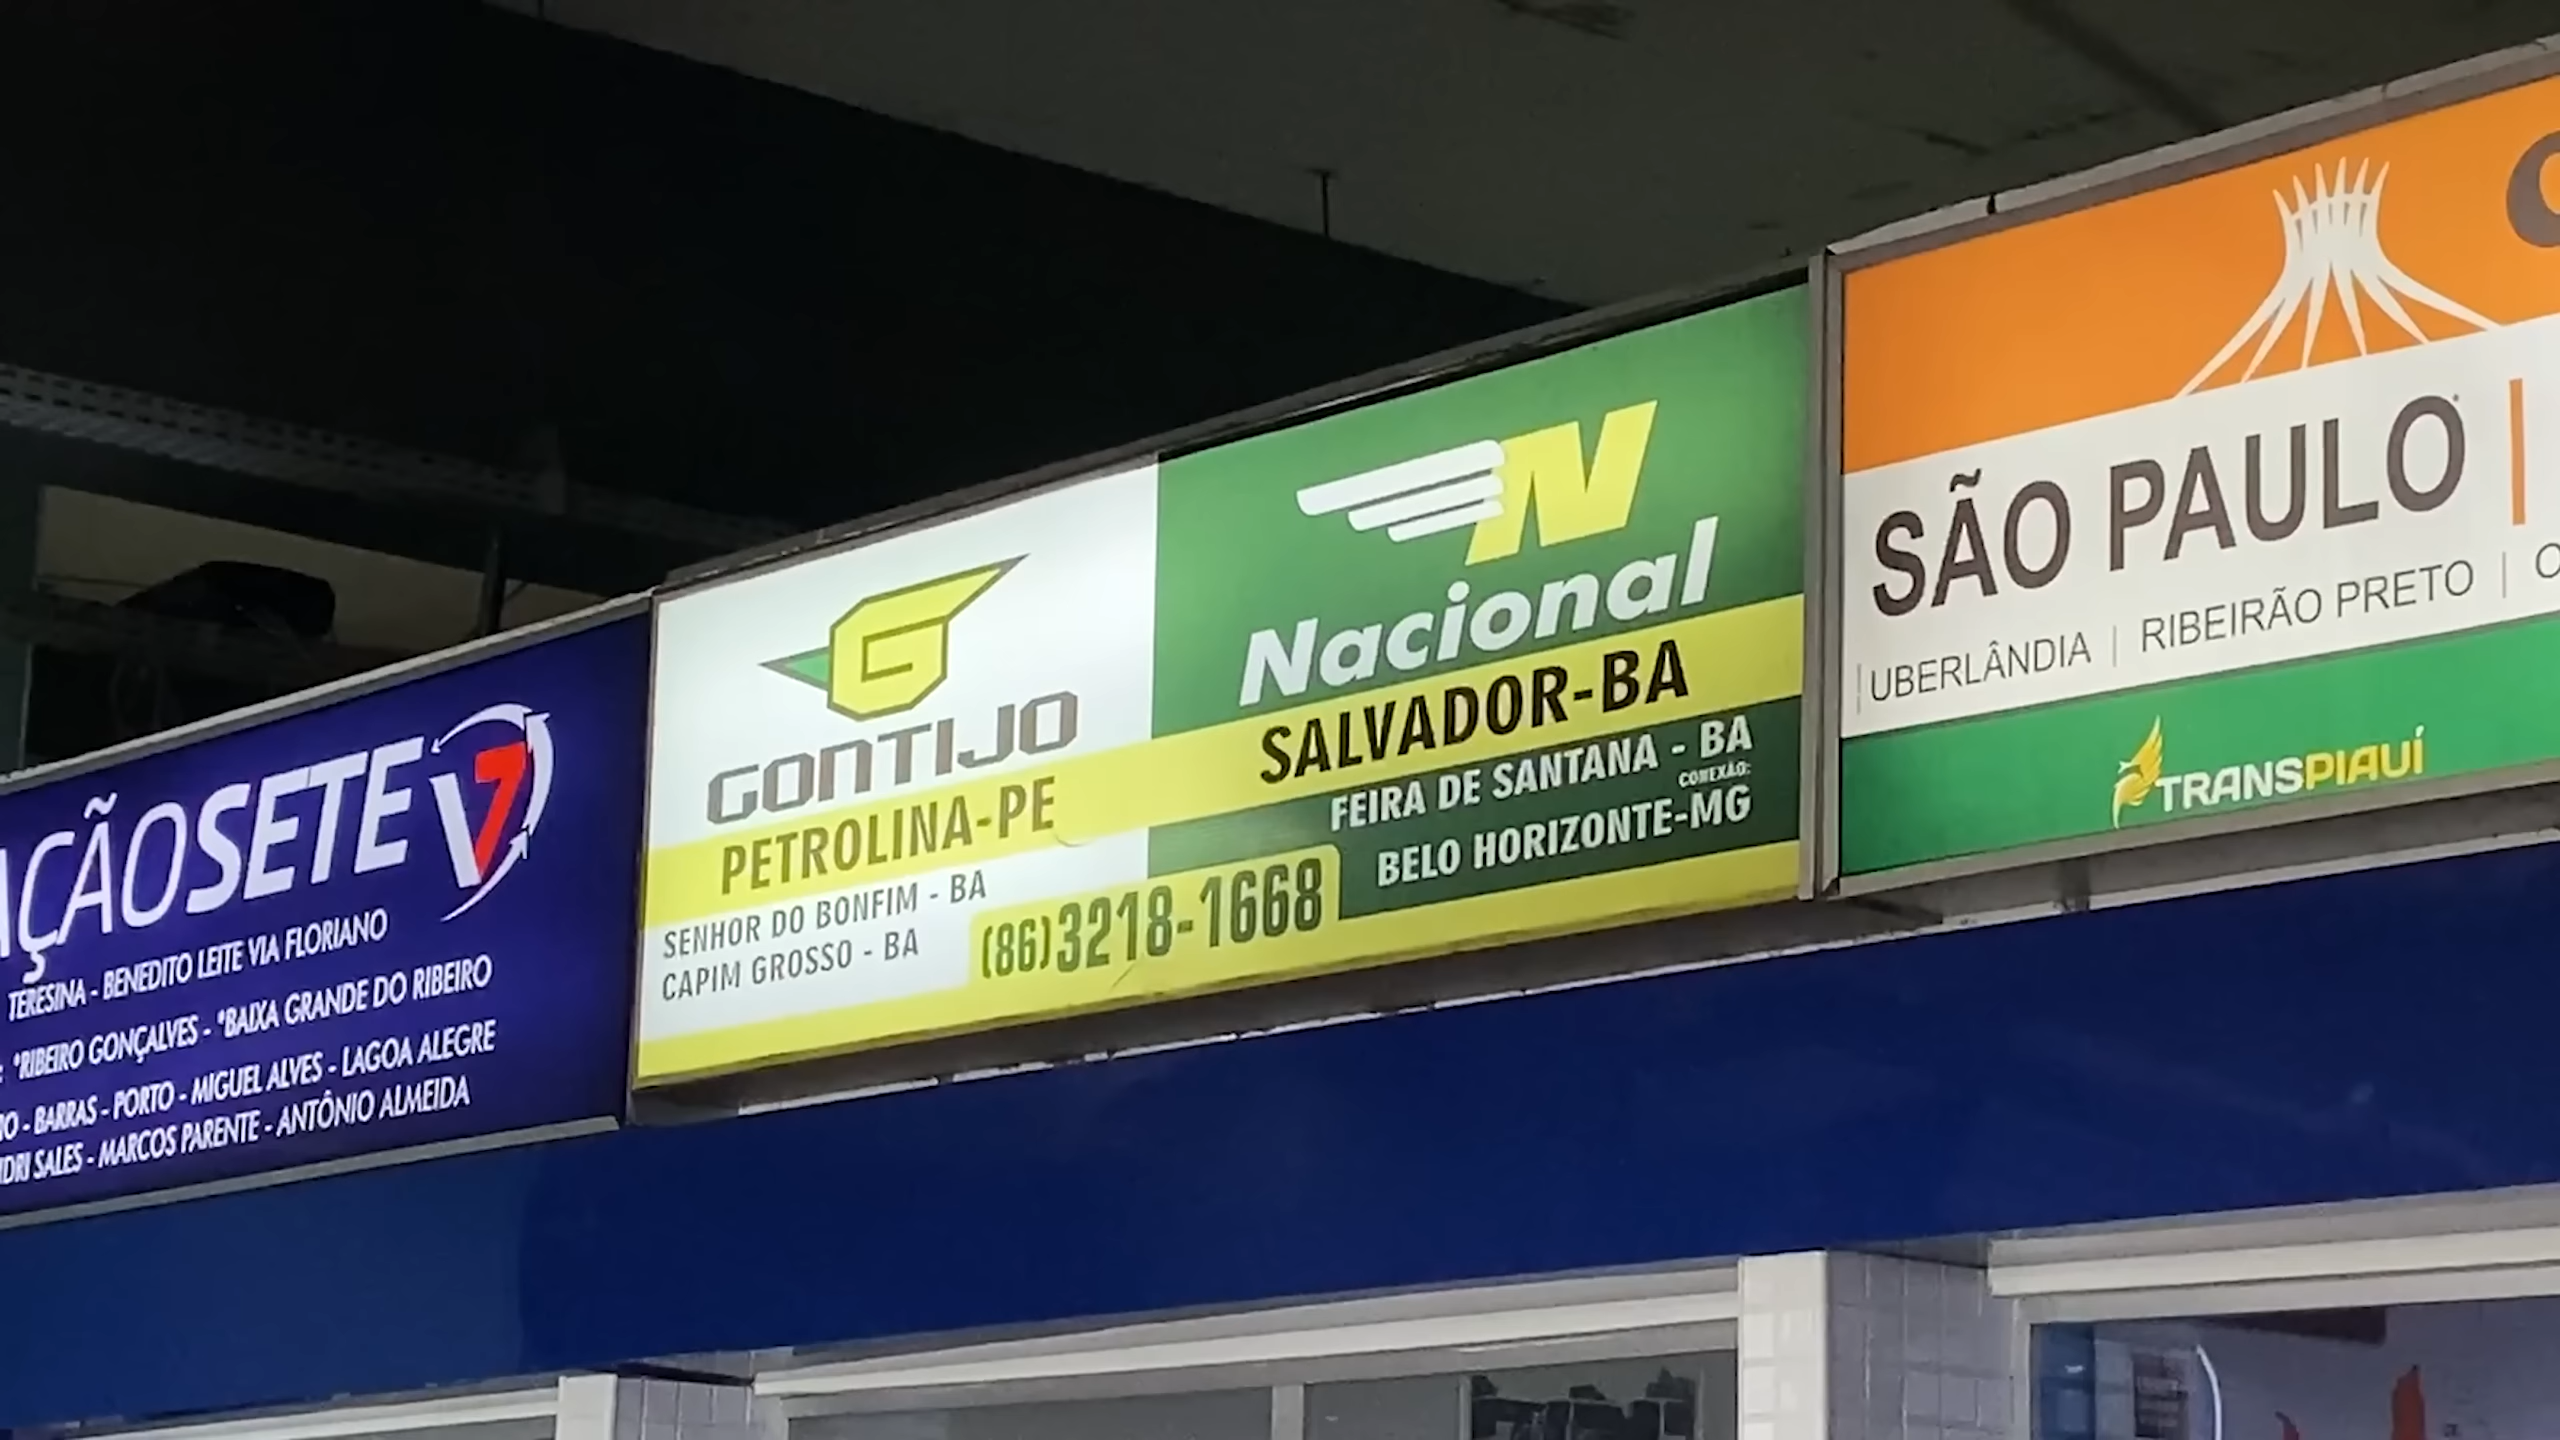 SETE V7
TERESINA - BENEDITO LEITE VIA FLORIANO
*RIBEIRO GONÇALVES - *BAIXA GRANDE DO RIBEIRO
BARRAS - PORTO - MIGUEL ALVES - LAGOA ALEGRE
SALES - MARCOS PARENTE - ANTÔNIO ALMEIDA
G
GONTIJO
PETROLINA-PE
SENHOR DO BONFIM - BA
CAPIM GROSSO - BA
N
Nacional
SALVADOR-BA
FEIRA DE SANTANA - BA
CONEXÃO:
BELO HORIZONTE-MG
(86)3218-1668
SÃO PAULO |
| UBERLÂNDIA | RIBEIRÃO PRETO |
TRANSPIAUÍ